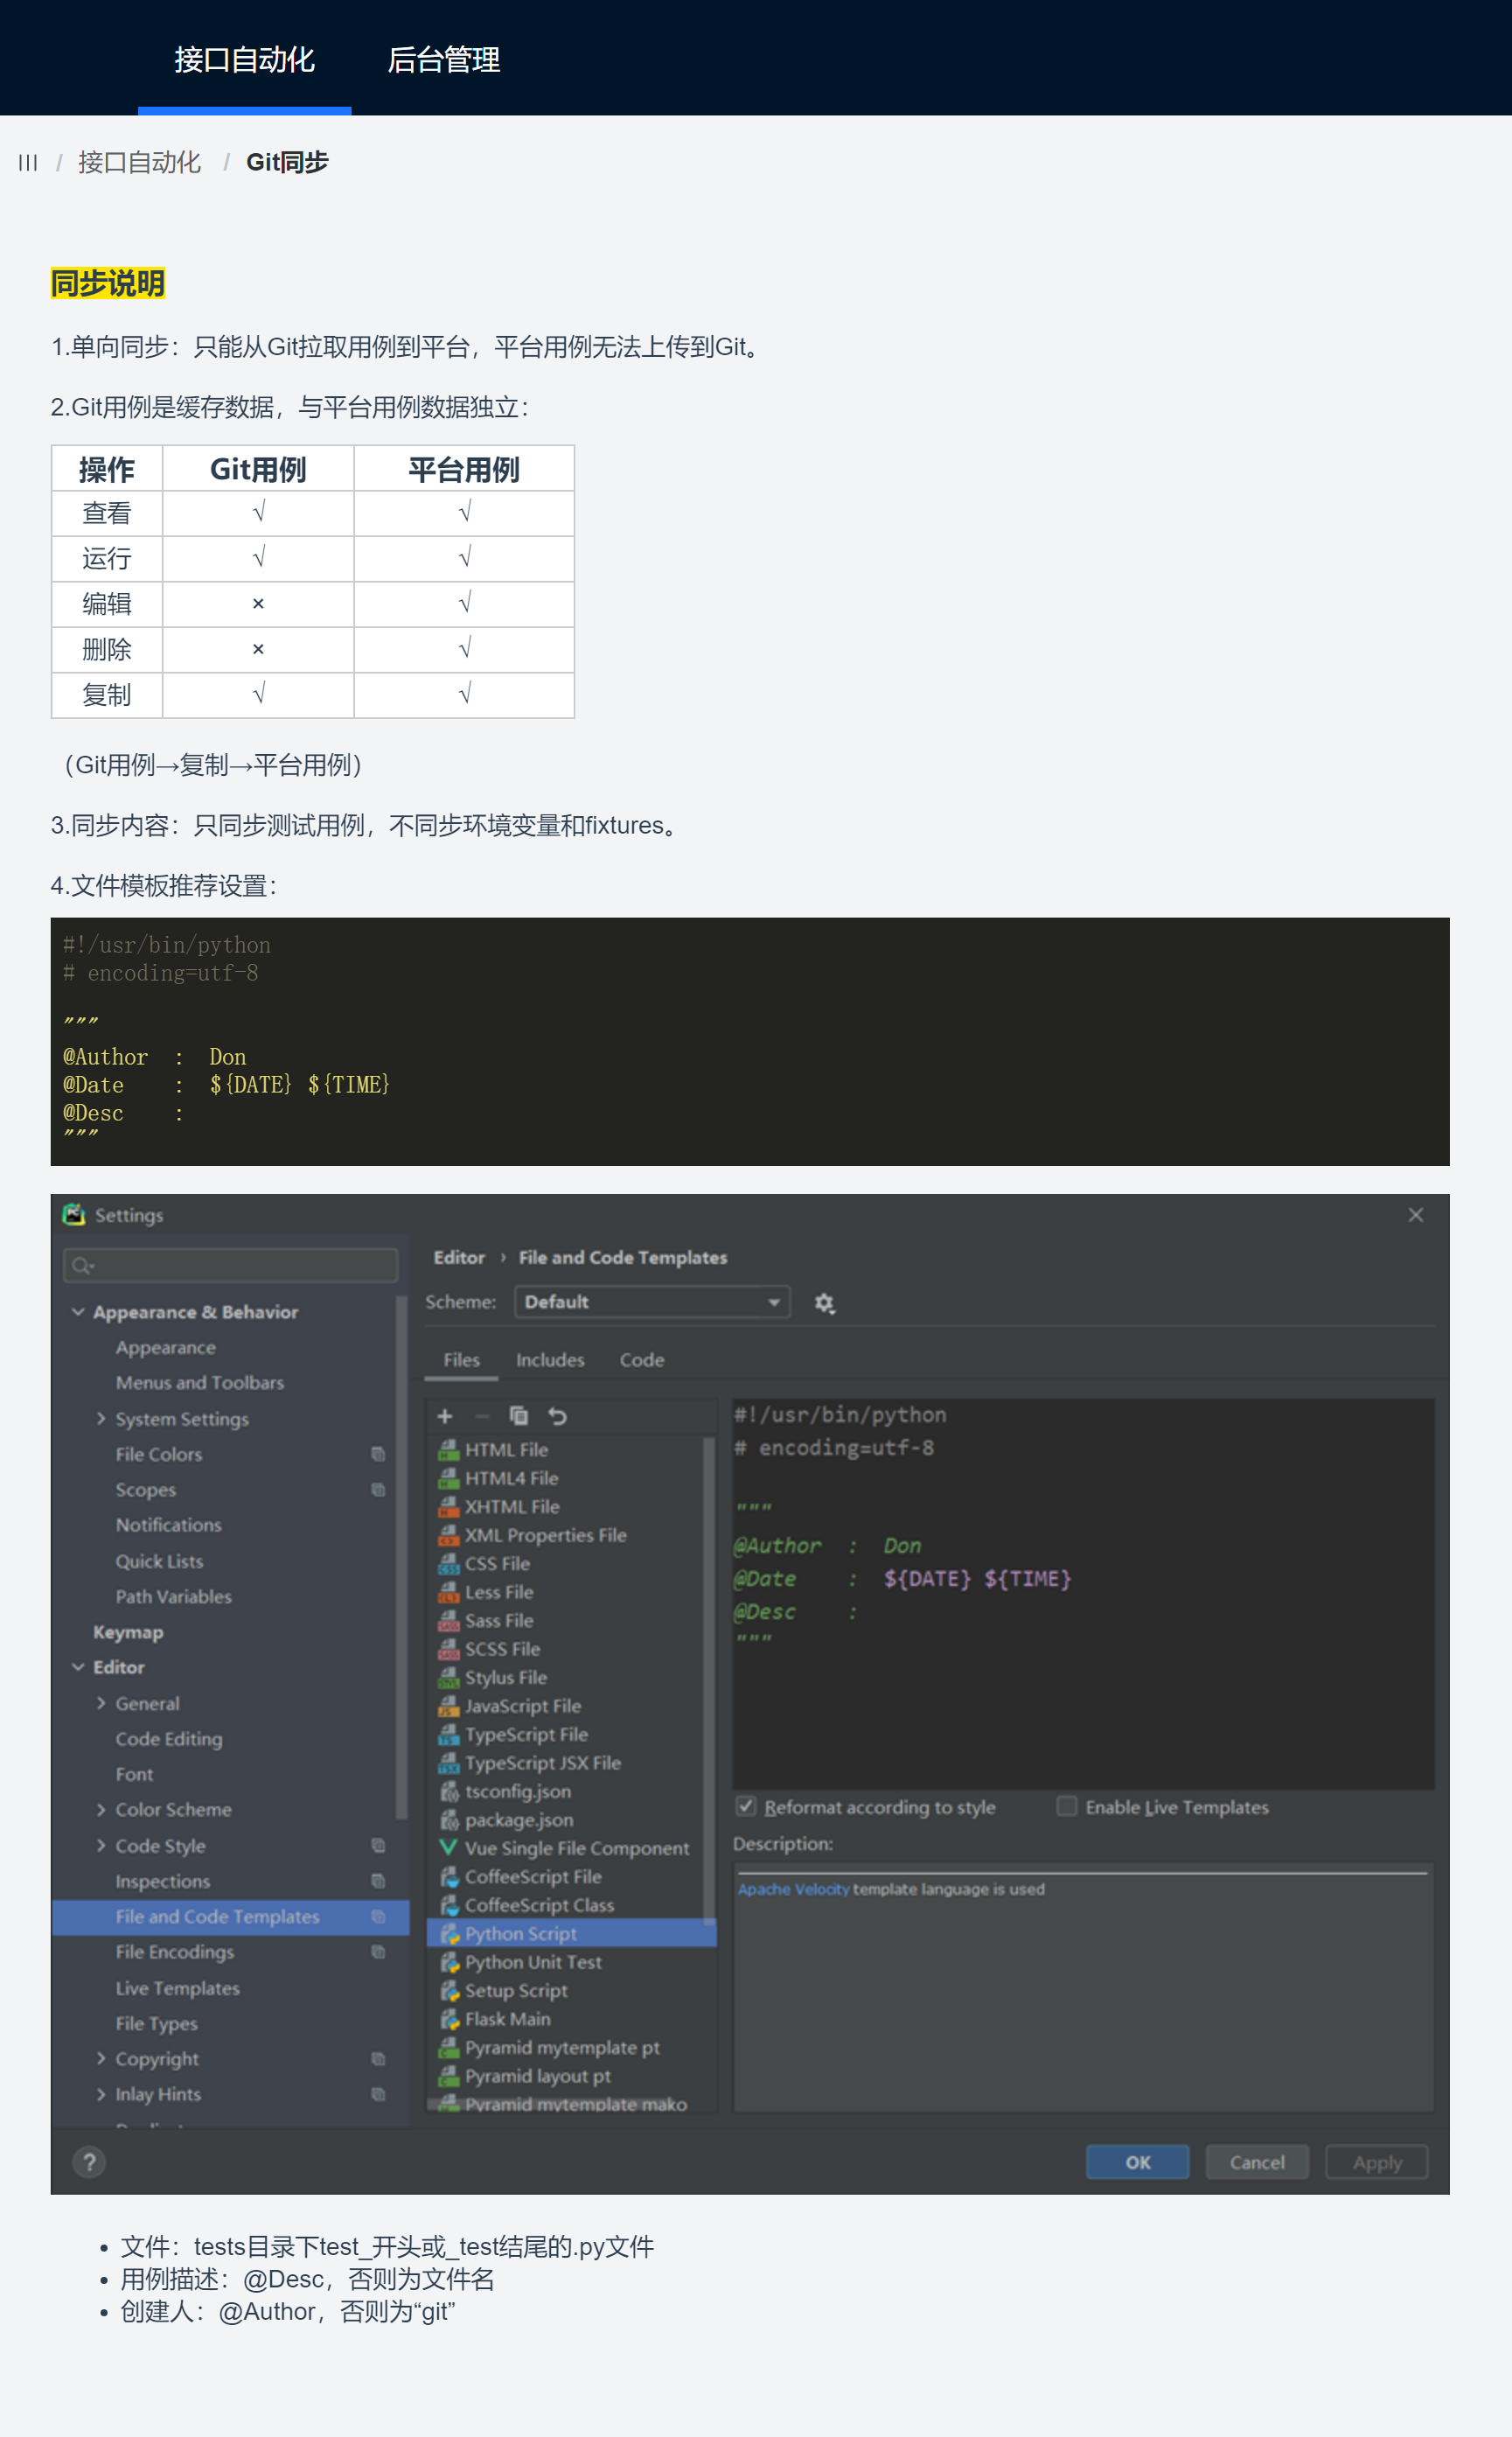 接口自动化 后台管理
/ 接口自动化 / Git同步
同步说明
1.单向同步：只能从Git拉取用例到平台，平台用例无法上传到Git。
2.Git用例是缓存数据，与平台用例数据独立：
操作 Git用例 平台用例
查看 √ √
运行 √ √
编辑 × √
删除 × √
复制 √ √
（Git用例→复制→平台用例）
3.同步内容：只同步测试用例，不同步环境变量和fixtures。
4.文件模板推荐设置：
#!/usr/bin/python
# encoding=utf-8
"""
@Author : Don
@Date : ${DATE} ${TIME}
@Desc :
"""
Settings
Appearance & Behavior
Appearance
Menus and Toolbars
System Settings
File Colors
Scopes
Notifications
Quick Lists
Path Variables
Keymap
Editor
General
Code Editing
Font
Color Scheme
Code Style
Inspections
File and Code Templates
File Encodings
Live Templates
File Types
Copyright
Inlay Hints
Editor › File and Code Templates
Scheme: Default
Files Includes Code
HTML File
HTML4 File
XHTML File
XML Properties File
CSS File
Less File
Sass File
SCSS File
Stylus File
JavaScript File
TypeScript File
TypeScript JSX File
tsconfig.json
package.json
Vue Single File Component
CoffeeScript File
CoffeeScript Class
Python Script
Python Unit Test
Setup Script
Flask Main
Pyramid mytemplate pt
Pyramid layout pt
Pyramid mytemplate mako
#!/usr/bin/python
# encoding=utf-8
"""
@Author : Don
@Date : ${DATE} ${TIME}
@Desc :
"""
Reformat according to style Enable Live Templates
Description:
Apache Velocity template language is used
? OK Cancel Apply
• 文件：tests目录下test_开头或_test结尾的.py文件
• 用例描述：@Desc，否则为文件名
• 创建人：@Author，否则为“git”